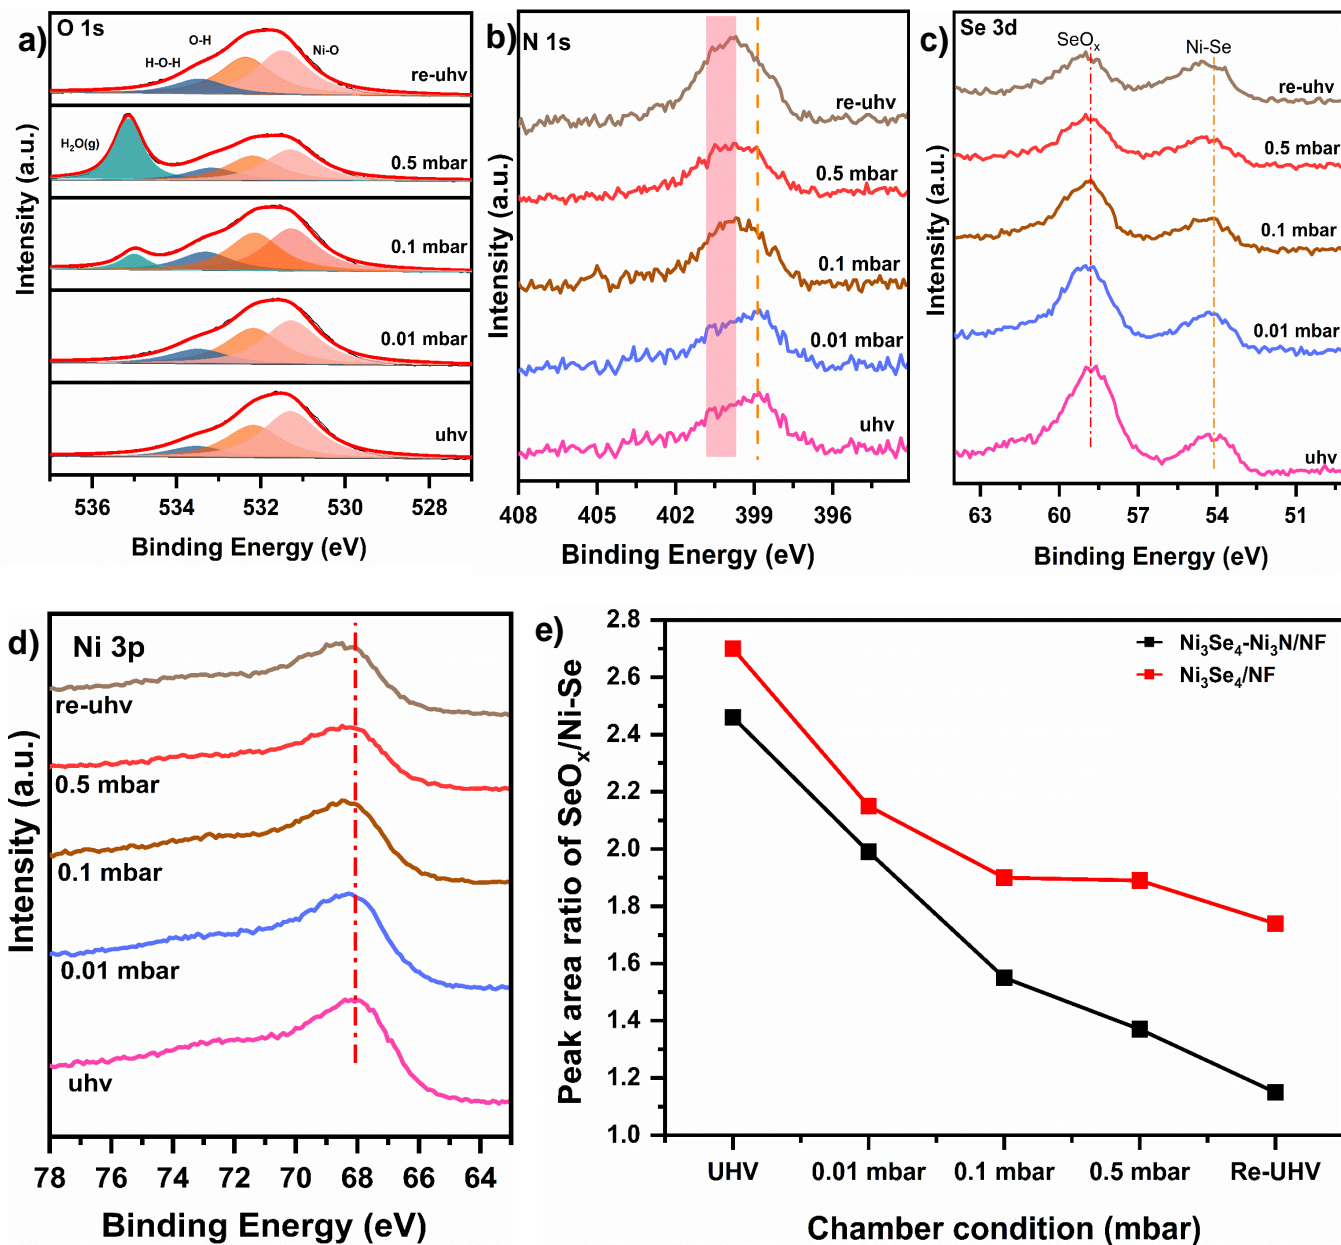 a) O 1s
H-O-H
O-H
Ni-O
re-uhv
H₂O(g)
0.5 mbar
0.1 mbar
0.01 mbar
uhv
Intensity (a.u.)
536 534 532 530 528
Binding Energy (eV)
b) N 1s
re-uhv
0.5 mbar
0.1 mbar
0.01 mbar
uhv
Intensity (a.u.)
408 405 402 399 396
Binding Energy (eV)
c) Se 3d
SeOₓ
Ni-Se
re-uhv
0.5 mbar
0.1 mbar
0.01 mbar
uhv
Intensity (a.u.)
63 60 57 54 51
Binding Energy (eV)
d) Ni 3p
re-uhv
0.5 mbar
0.1 mbar
0.01 mbar
uhv
Intensity (a.u.)
78 76 74 72 70 68 66 64
Binding Energy (eV)
e)
Ni₃Se₄-Ni₃N/NF
Ni₃Se₄/NF
Peak area ratio of SeOₓ/Ni-Se
2.8
2.6
2.4
2.2
2.0
1.8
1.6
1.4
1.2
1.0
UHV 0.01 mbar 0.1 mbar 0.5 mbar Re-UHV
Chamber condition (mbar)